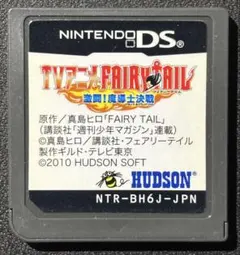 NINTENDO DS
TVアニメ FAIRY TAIL
激闘!魔導士決戦
原作/真島ヒロ「FAIRY TAIL」
(講談社「週刊少年マガジン」連載)
©真島ヒロ/講談社・フェアリーテイル
製作ギルド・テレビ東京
©2010 HUDSON SOFT
HUDSON
NTR-BH6J-JPN